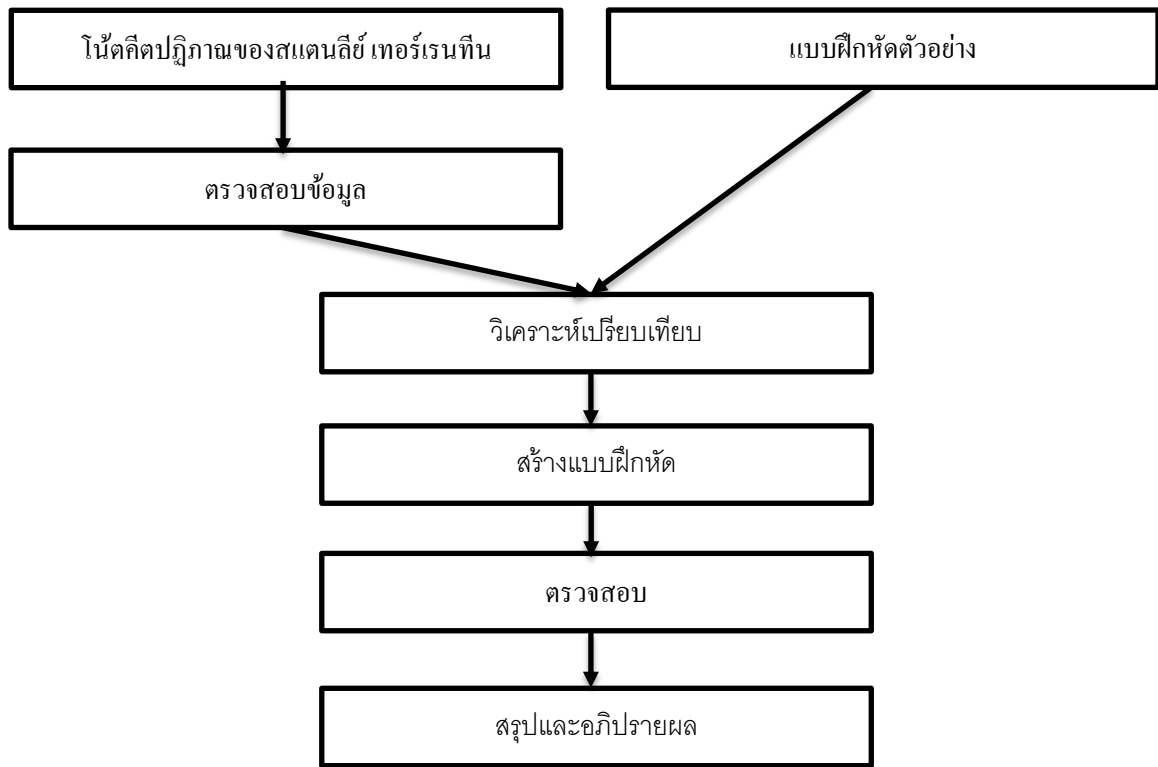 โน้ตคีตปฏิภาณของสแตนลีย์ เทอร์เรนทีน
แบบฝึกหัดตัวอย่าง
ตรวจสอบข้อมูล
วิเคราะห์เปรียบเทียบ
สร้างแบบฝึกหัด
ตรวจสอบ
สรุปและอภิปรายผล